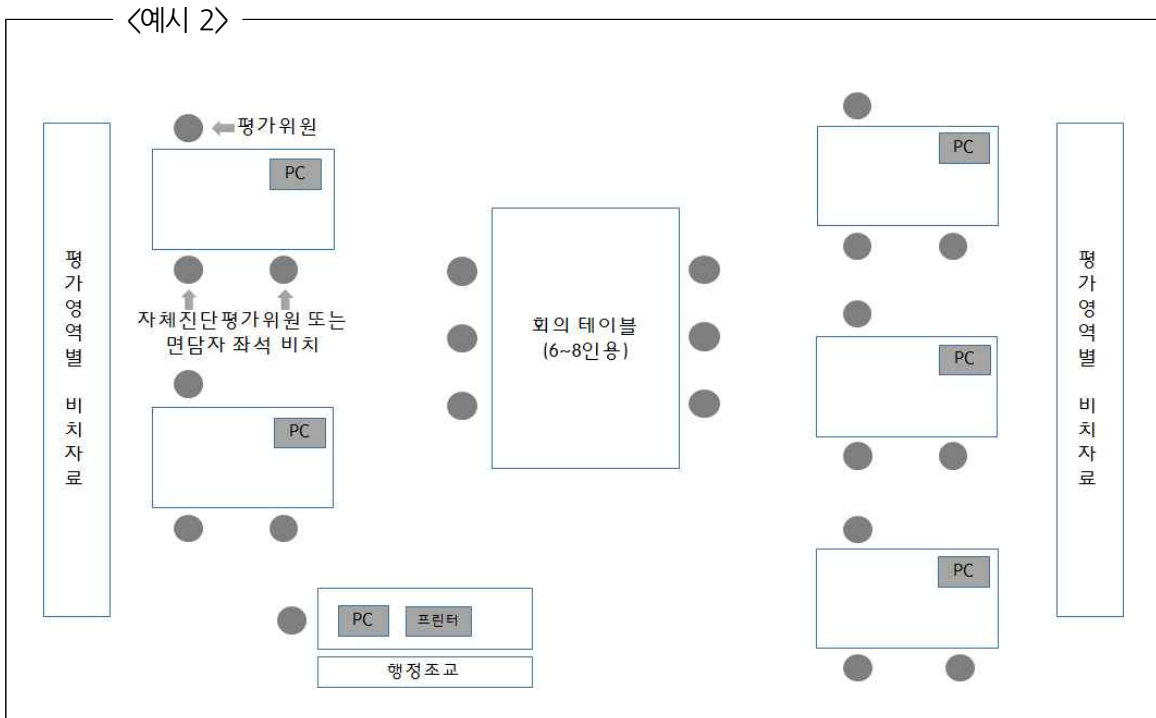 <예시 2>
평가위원
PC
자체진단평가위원 또는
면담자 좌석 비치
PC
평가영역별 비치자료
회의 테이블
(6~8인용)
PC
PC
PC
평가영역별 비치자료
PC
프린터
행정조교